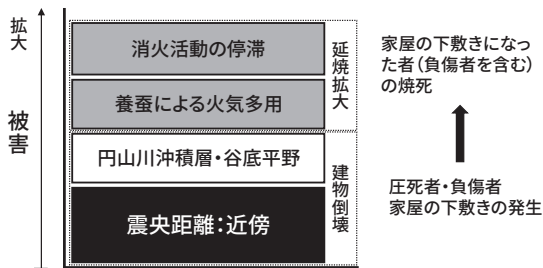 拡大
被害
消火活動の停滞
養蚕による火気多用
円山川沖積層・谷底平野
震央距離：近傍
延焼拡大
建物倒壊
家屋の下敷きになっ
た者（負傷者を含む）
の焼死
圧死者・負傷者
家屋の下敷きの発生